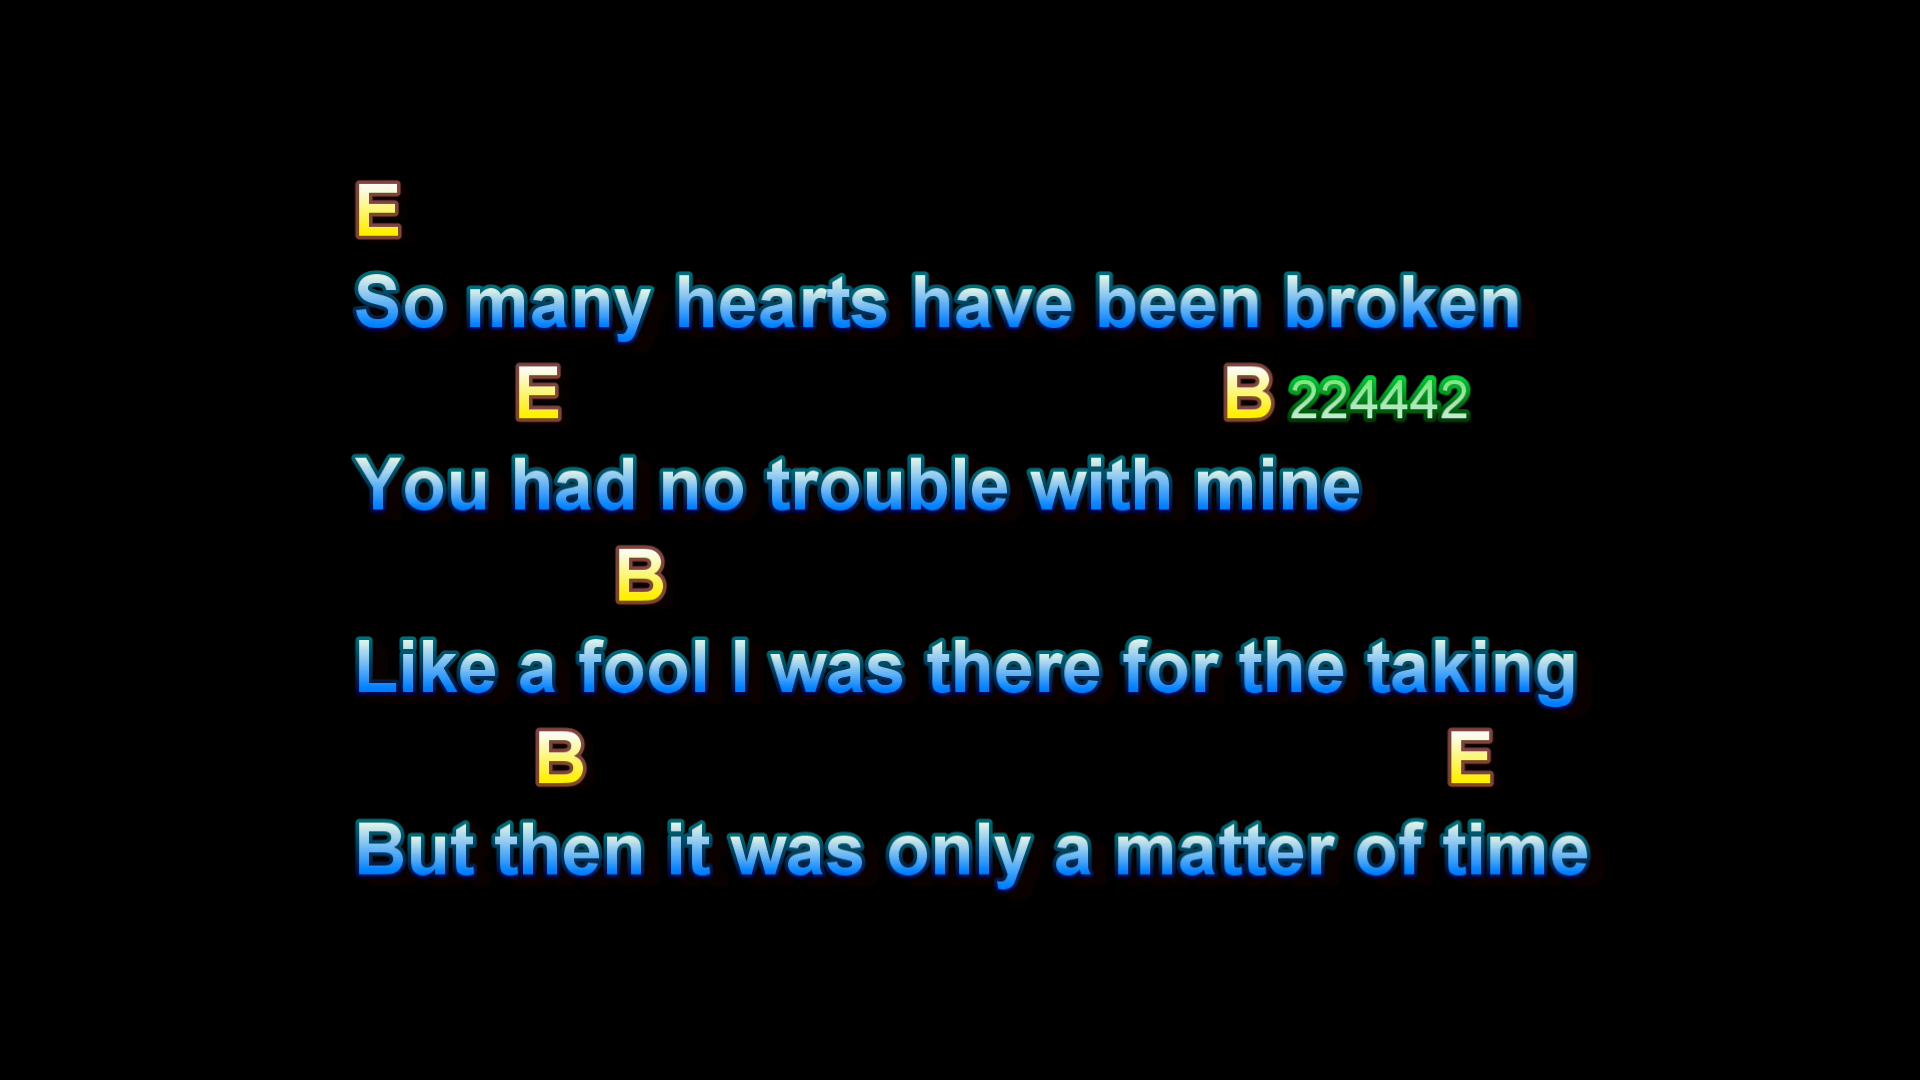 E
So many hearts have been broken
E B 224442
You had no trouble with mine
B
Like a fool I was there for the taking
B E
But then it was only a matter of time